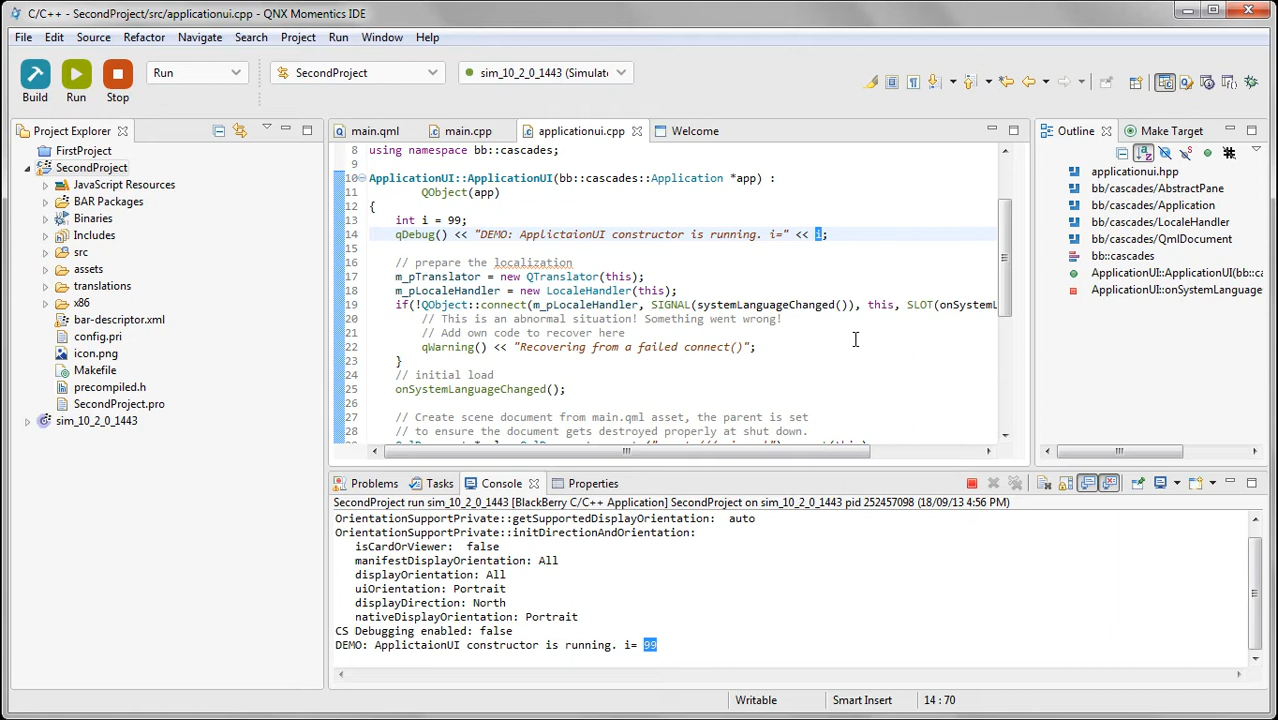 C/C++ - SecondProject/src/applicationui.cpp - QNX Momentics IDE
File Edit Source Refactor Navigate Search Project Run Window Help
Run SecondProject sim_10_2_0_1443 (Simulate
Build Run Stop
Project Explorer
FirstProject
SecondProject
JavaScript Resources
BAR Packages
Binaries
Includes
src
assets
translations
x86
bar-descriptor.xml
config.pri
icon.png
Makefile
precompiled.h
SecondProject.pro
sim_10_2_0_1443
main.qml main.cpp applicationui.cpp Welcome
8 using namespace bb::cascades;
9
10 ApplicationUI::ApplicationUI(bb::cascades::Application *app) :
11 QObject(app)
12 {
13 int i = 99;
14 qDebug() << "DEMO: ApplictaionUI constructor is running. i=" << i;
15
16 // prepare the localization
17 m_pTranslator = new QTranslator(this);
18 m_pLocaleHandler = new LocaleHandler(this);
19 if(!QObject::connect(m_pLocaleHandler, SIGNAL(systemLanguageChanged()), this, SLOT(onSystemL
20 // This is an abnormal situation! Something went wrong!
21 // Add own code to recover here
22 qWarning() << "Recovering from a failed connect()";
23 }
24 // initial load
25 onSystemLanguageChanged();
26
27 // Create scene document from main.qml asset, the parent is set
28 // to ensure the document gets destroyed properly at shut down.
Outline Make Target
applicationui.hpp
bb/cascades/AbstractPane
bb/cascades/Application
bb/cascades/LocaleHandler
bb/cascades/QmlDocument
bb::cascades
ApplicationUI::ApplicationUI(bb::c
ApplicationUI::onSystemLanguage
Problems Tasks Console Properties
SecondProject run sim_10_2_0_1443 [BlackBerry C/C++ Application] SecondProject on sim_10_2_0_1443 pid 252457098 (18/09/13 4:56 PM)
OrientationSupportPrivate::getSupportedDisplayOrientation: auto
OrientationSupportPrivate::initDirectionAndOrientation:
isCardOrViewer: false
manifestDisplayOrientation: All
displayOrientation: All
uiOrientation: Portrait
displayDirection: North
nativeDisplayOrientation: Portrait
CS Debugging enabled: false
DEMO: ApplictaionUI constructor is running. i= 99
Writable Smart Insert 14 : 70